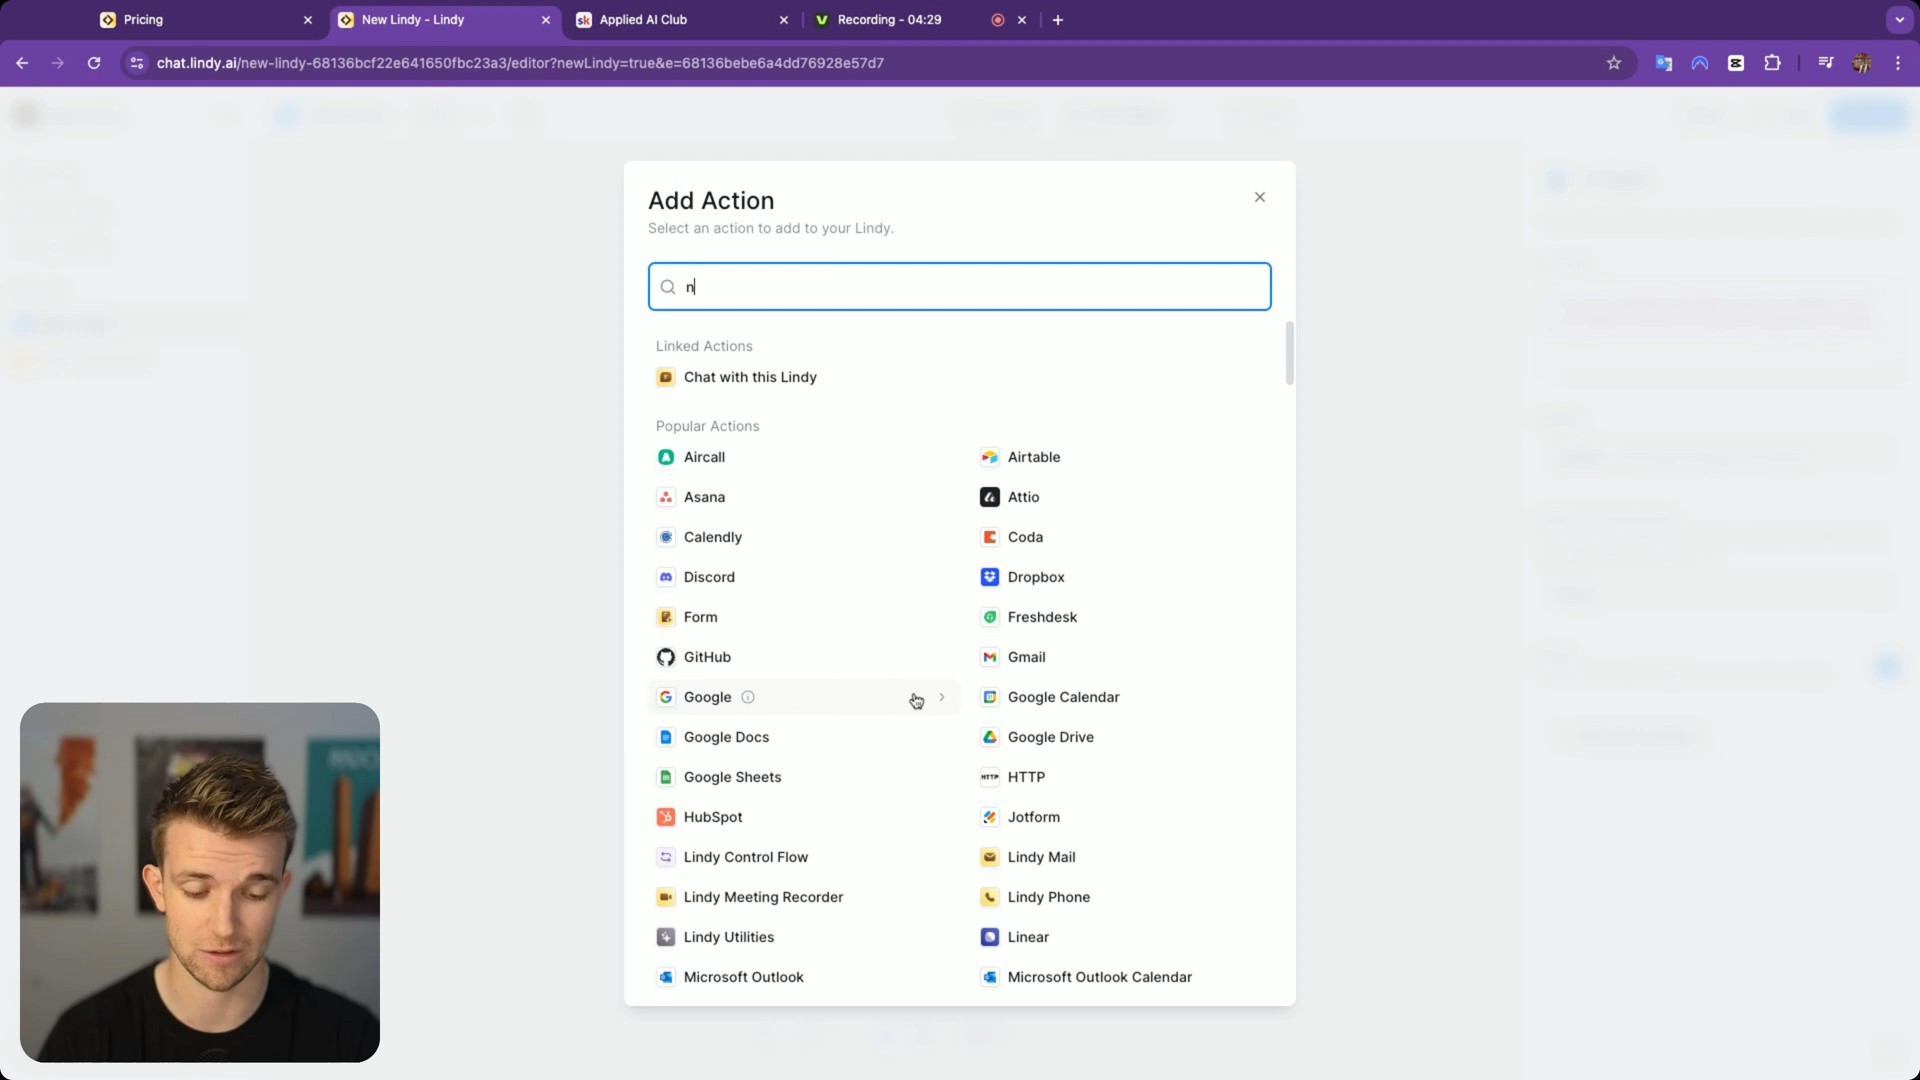 Pricing
New Lindy - Lindy
sk Applied AI Club
Recording - 04:29
chat.lindy.ai/new-lindy-68136bcf22e641650fbc23a3/editor?newLindy=true&e=68136bebe6a4dd76928e57d7
Add Action
Select an action to add to your Lindy.
n
Linked Actions
Chat with this Lindy
Popular Actions
Aircall Airtable
Asana Attio
Calendly Coda
Discord Dropbox
Form Freshdesk
GitHub Gmail
Google Google Calendar
Google Docs Google Drive
Google Sheets HTTP HTTP
HubSpot Jotform
Lindy Control Flow Lindy Mail
Lindy Meeting Recorder Lindy Phone
Lindy Utilities Linear
Microsoft Outlook Microsoft Outlook Calendar